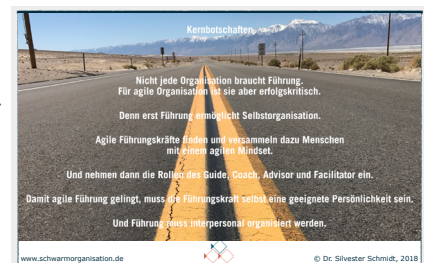 Kernbotschaften
Nicht jede Organisation braucht Führung.
Für agile Organisation ist sie aber erfolgskritisch.
Denn erst Führung ermöglicht Selbstorganisation.
Agile Führungskräfte finden und versammeln dazu Menschen
mit einem agilen Mindset.
Und nehmen dann die Rollen des Guide, Coach, Advisor und Facilitator ein.
Damit agile Führung gelingt, muss die Führungskraft selbst eine geeignete Persönlichkeit sein.
Und Führung muss interpersonal organisiert werden.
www.schwarmorganisation.de
© Dr. Silvester Schmidt, 2018